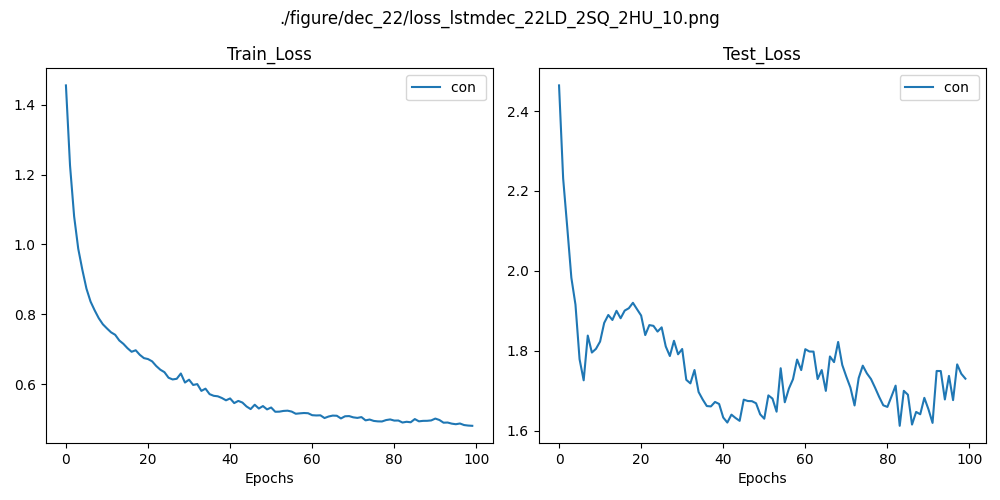 ./figure/dec_22/loss_lstmdec_22LD_2SQ_2HU_10.png
Train_Loss
con
1.4
1.2
1.0
0.8
0.6
0 20 40 60 80 100
Epochs
Test_Loss
con
2.4
2.2
2.0
1.8
1.6
0 20 40 60 80 100
Epochs